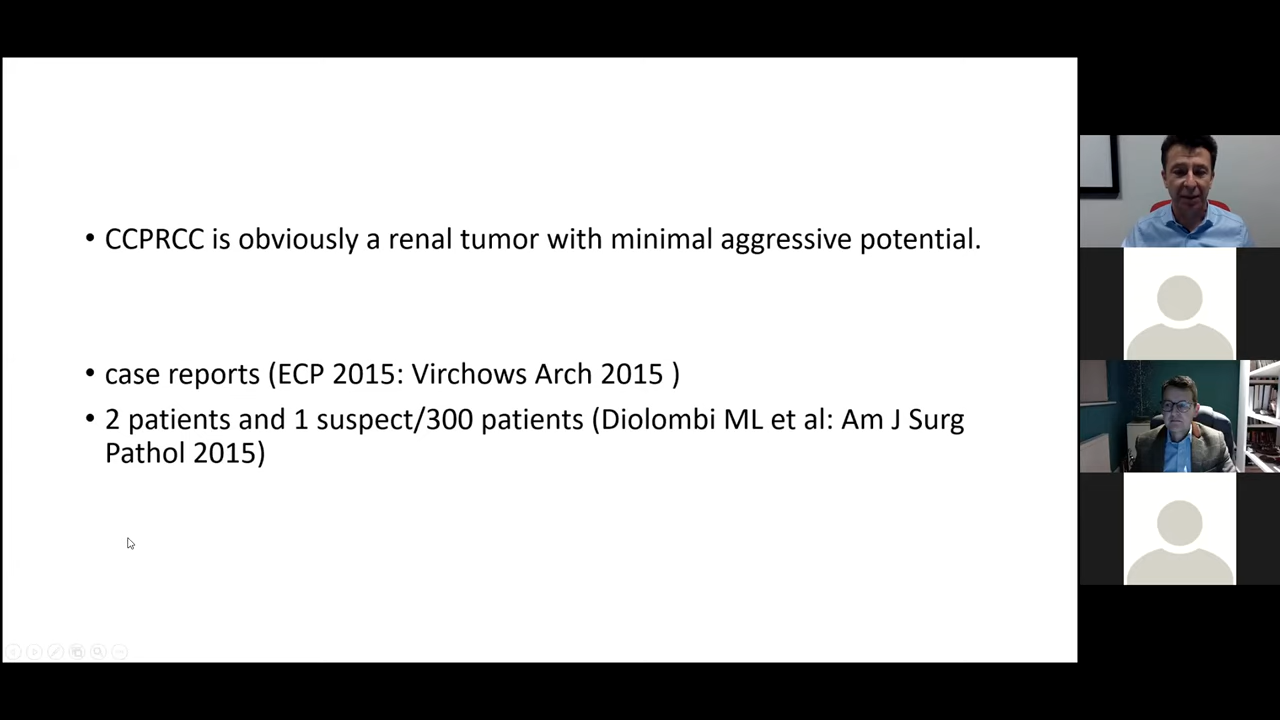 • CCPRCC is obviously a renal tumor with minimal aggressive potential.
• case reports (ECP 2015: Virchows Arch 2015 )
• 2 patients and 1 suspect/300 patients (Diolombi ML et al: Am J Surg
Pathol 2015)